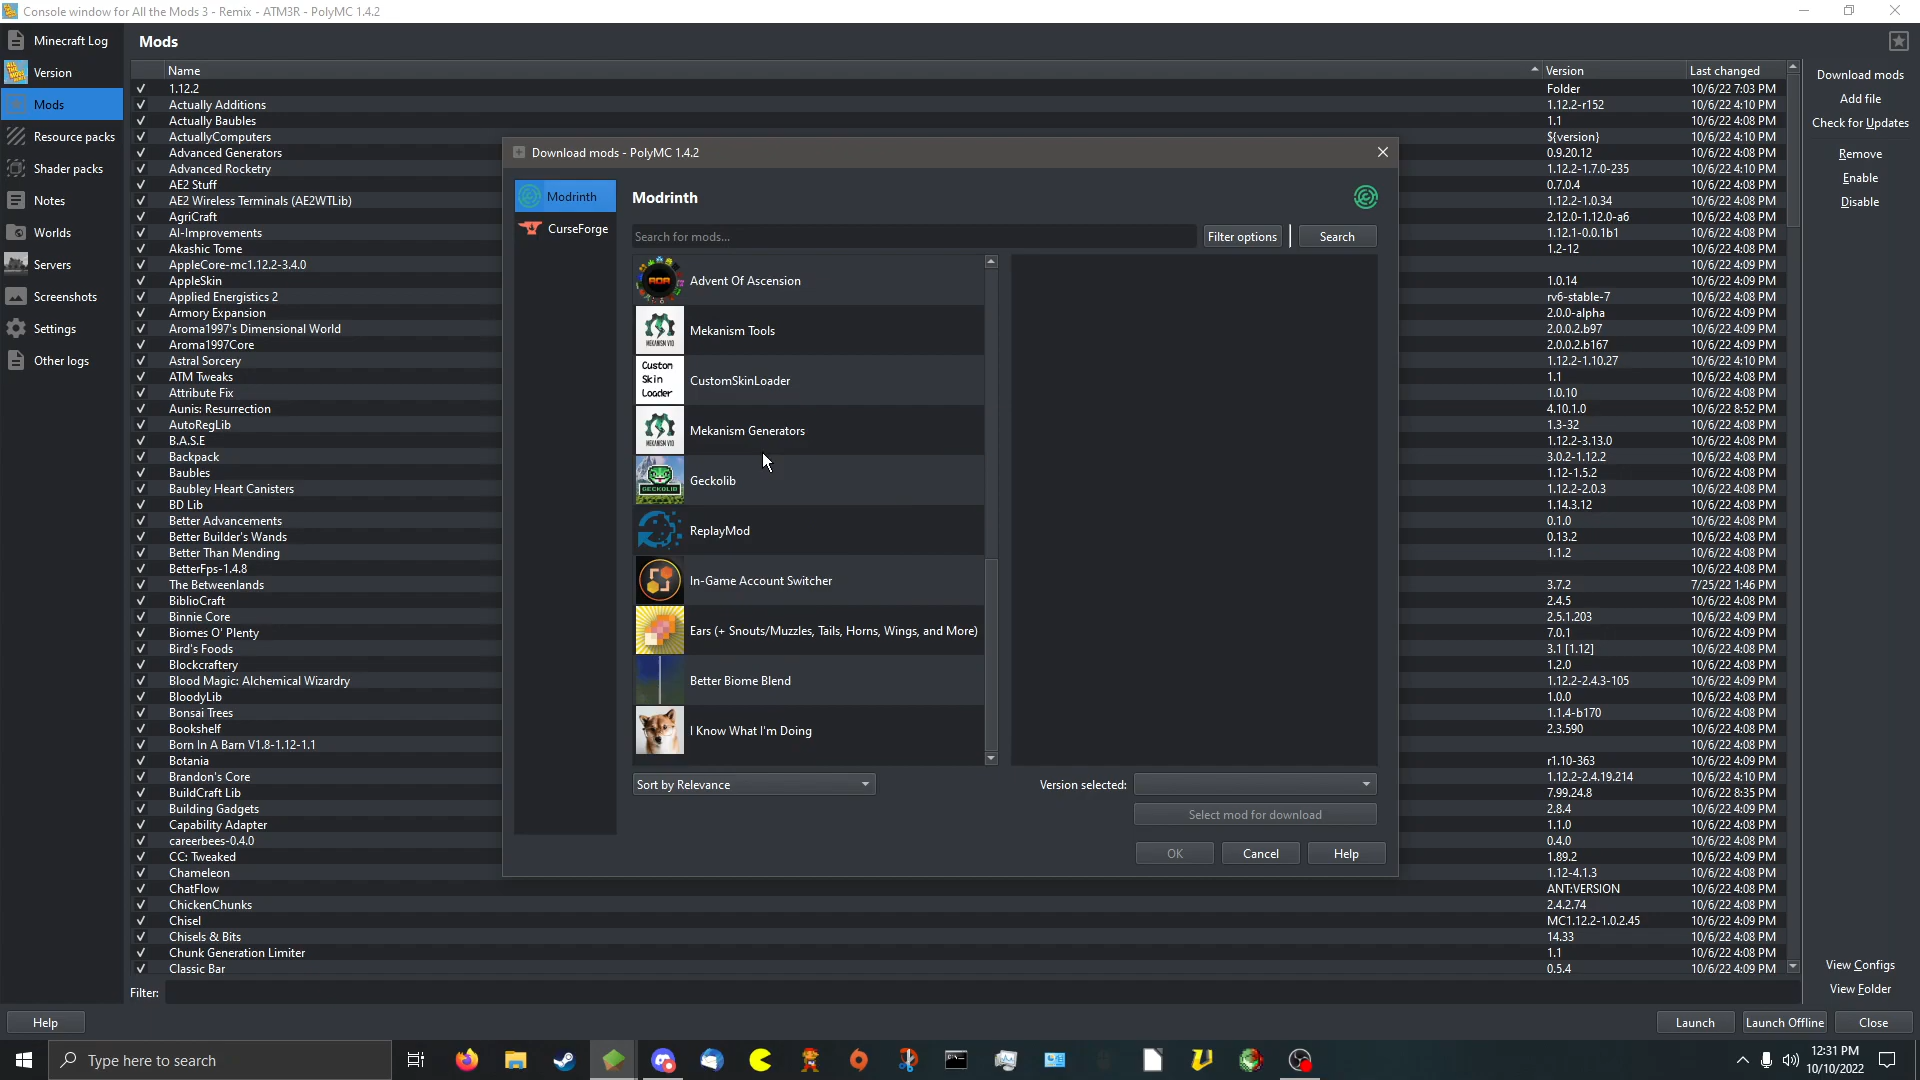 Console window for All the Mods 3 - Remix - ATM3R - PolyMC 1.4.2
Minecraft Log
Version
Mods
Resource packs
Shader packs
Notes
Worlds
Servers
Screenshots
Settings
Other logs
Mods
Name Version Last changed
1.12.2 Folder 10/6/22 7:03 PM
Actually Additions 1.12.2-r152 10/6/22 4:10 PM
Actually Baubles 1.1 10/6/22 4:08 PM
ActuallyComputers ${version} 10/6/22 4:10 PM
Advanced Generators 0.9.20.12 10/6/22 4:08 PM
Advanced Rocketry 1.12.2-1.7.0-235 10/6/22 4:10 PM
AE2 Stuff 0.7.0.4 10/6/22 4:08 PM
AE2 Wireless Terminals (AE2WTLib) 1.12.2-1.0.34 10/6/22 4:08 PM
AgriCraft 2.12.0-1.12.0-a6 10/6/22 4:08 PM
AI-Improvements 1.12.1-0.0.1b1 10/6/22 4:08 PM
Akashic Tome 1.2-12 10/6/22 4:08 PM
AppleCore-mc1.12.2-3.4.0 10/6/22 4:09 PM
AppleSkin 1.0.14 10/6/22 4:09 PM
Applied Energistics 2 rv6-stable-7 10/6/22 4:08 PM
Armory Expansion 2.0.0-alpha 10/6/22 4:09 PM
Aroma1997's Dimensional World 2.0.0.2.b97 10/6/22 4:09 PM
Aroma1997Core 2.0.0.2.b167 10/6/22 4:09 PM
Astral Sorcery 1.12.2-1.10.27 10/6/22 4:10 PM
ATM Tweaks 1.1 10/6/22 4:08 PM
Attribute Fix 1.0.10 10/6/22 4:08 PM
Aunis: Resurrection 4.10.1.0 10/6/22 8:52 PM
AutoRegLib 1.3-32 10/6/22 4:08 PM
B.A.S.E 1.12.2-3.13.0 10/6/22 4:08 PM
Backpack 3.0.2-1.12.2 10/6/22 4:08 PM
Baubles 1.12-1.5.2 10/6/22 4:08 PM
Baubley Heart Canisters 1.12.2-2.0.3 10/6/22 4:08 PM
BD Lib 1.14.3.12 10/6/22 4:08 PM
Better Advancements 0.1.0 10/6/22 4:08 PM
Better Builder's Wands 0.13.2 10/6/22 4:08 PM
Better Than Mending 1.1.2 10/6/22 4:08 PM
BetterFps-1.4.8 10/6/22 4:08 PM
The Betweenlands 3.7.2 7/25/22 1:46 PM
BiblioCraft 2.4.5 10/6/22 4:08 PM
Binnie Core 2.5.1.203 10/6/22 4:09 PM
Biomes O' Plenty 7.0.1 10/6/22 4:09 PM
Bird's Foods 3.1 [1.12] 10/6/22 4:08 PM
Blockcraftery 1.2.0 10/6/22 4:08 PM
Blood Magic: Alchemical Wizardry 1.12.2-2.4.3-105 10/6/22 4:09 PM
BloodyLib 1.0.0 10/6/22 4:08 PM
Bonsai Trees 1.1.4-b170 10/6/22 4:08 PM
Bookshelf 2.3.590 10/6/22 4:08 PM
Born In A Barn V1.8-1.12-1.1 10/6/22 4:08 PM
Botania r1.10-363 10/6/22 4:09 PM
Brandon's Core 1.12.2-2.4.19.214 10/6/22 4:10 PM
BuildCraft Lib 7.99.24.8 10/6/22 8:35 PM
Building Gadgets 2.8.4 10/6/22 4:09 PM
Capability Adapter 1.1.0 10/6/22 4:08 PM
careerbees-0.4.0 0.4.0 10/6/22 4:08 PM
CC: Tweaked 1.89.2 10/6/22 4:09 PM
Chameleon 1.12-4.1.3 10/6/22 4:08 PM
ChatFlow ANT:VERSION 10/6/22 4:08 PM
ChickenChunks 2.4.2.74 10/6/22 4:08 PM
Chisel MC1.12.2-1.0.2.45 10/6/22 4:09 PM
Chisels & Bits 14.33 10/6/22 4:08 PM
Chunk Generation Limiter 1.1 10/6/22 4:08 PM
Classic Bar 0.5.4 10/6/22 4:09 PM
Filter:
Download mods
Add file
Check for Updates
Remove
Enable
Disable
View Configs
View Folder
Download mods - PolyMC 1.4.2
Modrinth
CurseForge
Modrinth
Search for mods...
Filter options
Search
AOA
Advent Of Ascension
MEKANISM V10
Mekanism Tools
Custom
Skin
Loader
CustomSkinLoader
MEKANISM V10
Mekanism Generators
GECKOLIB
Geckolib
ReplayMod
In-Game Account Switcher
Ears (+ Snouts/Muzzles, Tails, Horns, Wings, and More)
Better Biome Blend
I Know What I'm Doing
Sort by Relevance
Version selected:
Select mod for download
OK
Cancel
Help
Help
Launch
Launch Offline
Close
Type here to search
12:31 PM
10/10/2022